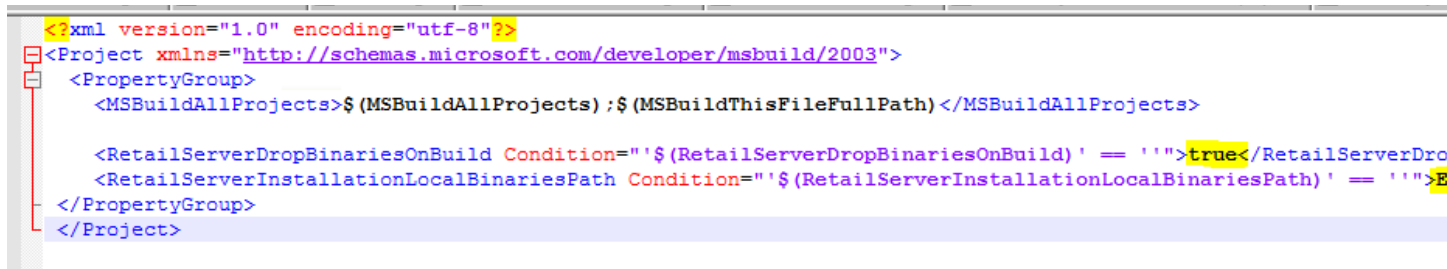 <?xml version="1.0" encoding="utf-8"?>
<Project xmlns="http://schemas.microsoft.com/developer/msbuild/2003">
<PropertyGroup>
<MSBuildAllProjects>$(MSBuildAllProjects);$(MSBuildThisFileFullPath)</MSBuildAllProjects>
<RetailServerDropBinariesOnBuild Condition="'$(RetailServerDropBinariesOnBuild)' == ''">true</RetailServerDro
<RetailServerInstallationLocalBinariesPath Condition="'$(RetailServerInstallationLocalBinariesPath)' == ''">E
</PropertyGroup>
</Project>